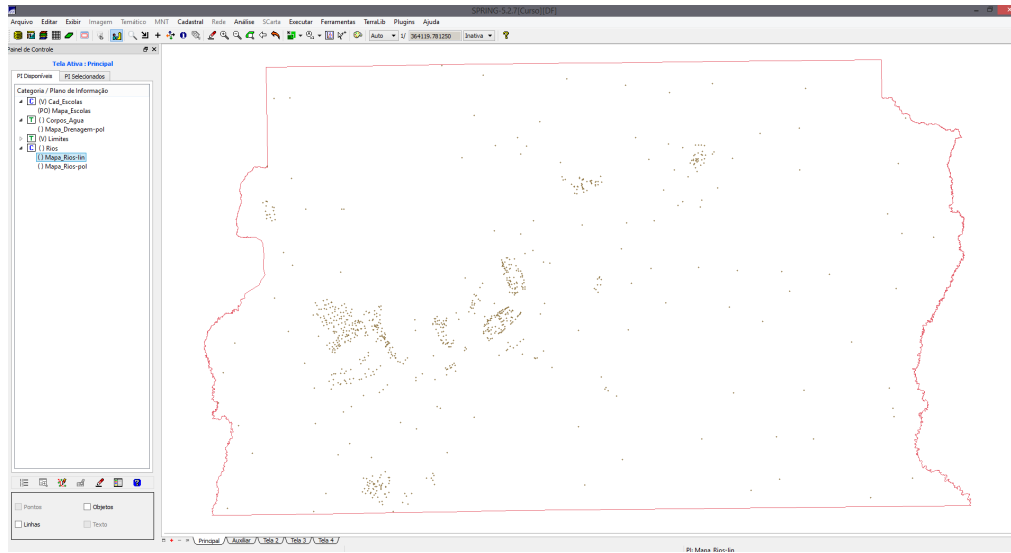 SPRING-5.2.7[Curso][DF]
Arquivo Editar Exibir Imagem Temático MNT Cadastral Rede Análise SCarta Executar Ferramentas TerraLib Plugins Ajuda
Auto 1/ 364119.781250 Inativa
Painel de Controle
Tela Ativa : Principal
PI Disponíveis PI Selecionados
Categoria / Plano de Informação
C (V) Cad_Escolas
(PO) Mapa_Escolas
T ( ) Corpos_Agua
( ) Mapa_Drenagem-pol
T (V) Limites
C ( ) Rios
( ) Mapa_Rios-lin
( ) Mapa_Rios-pol
Pontos Objetos
Linhas Texto
Principal Auxiliar Tela 2 Tela 3 Tela 4
PI: Mapa_Rios-lin